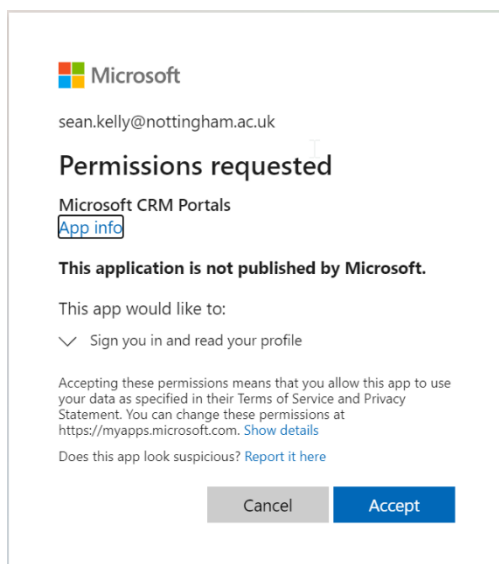 Microsoft
sean.kelly@nottingham.ac.uk
Permissions requested
Microsoft CRM Portals
App info
This application is not published by Microsoft.
This app would like to:
Sign you in and read your profile
Accepting these permissions means that you allow this app to use
your data as specified in their Terms of Service and Privacy
Statement. You can change these permissions at
https://myapps.microsoft.com. Show details
Does this app look suspicious? Report it here
Cancel Accept